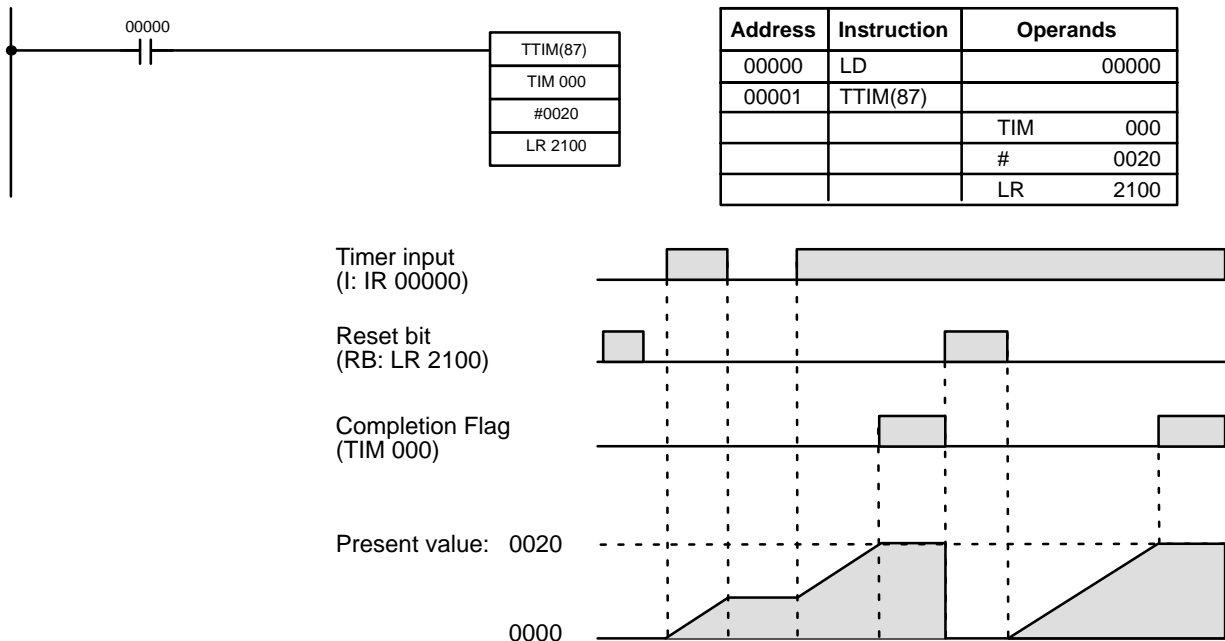 00000
TTIM(87)
TIM 000
#0020
LR 2100
Address Instruction Operands
00000 LD 00000
00001 TTIM(87)
TIM 000
# 0020
LR 2100
Timer input
(I: IR 00000)
Reset bit
(RB: LR 2100)
Completion Flag
(TIM 000)
Present value: 0020
0000